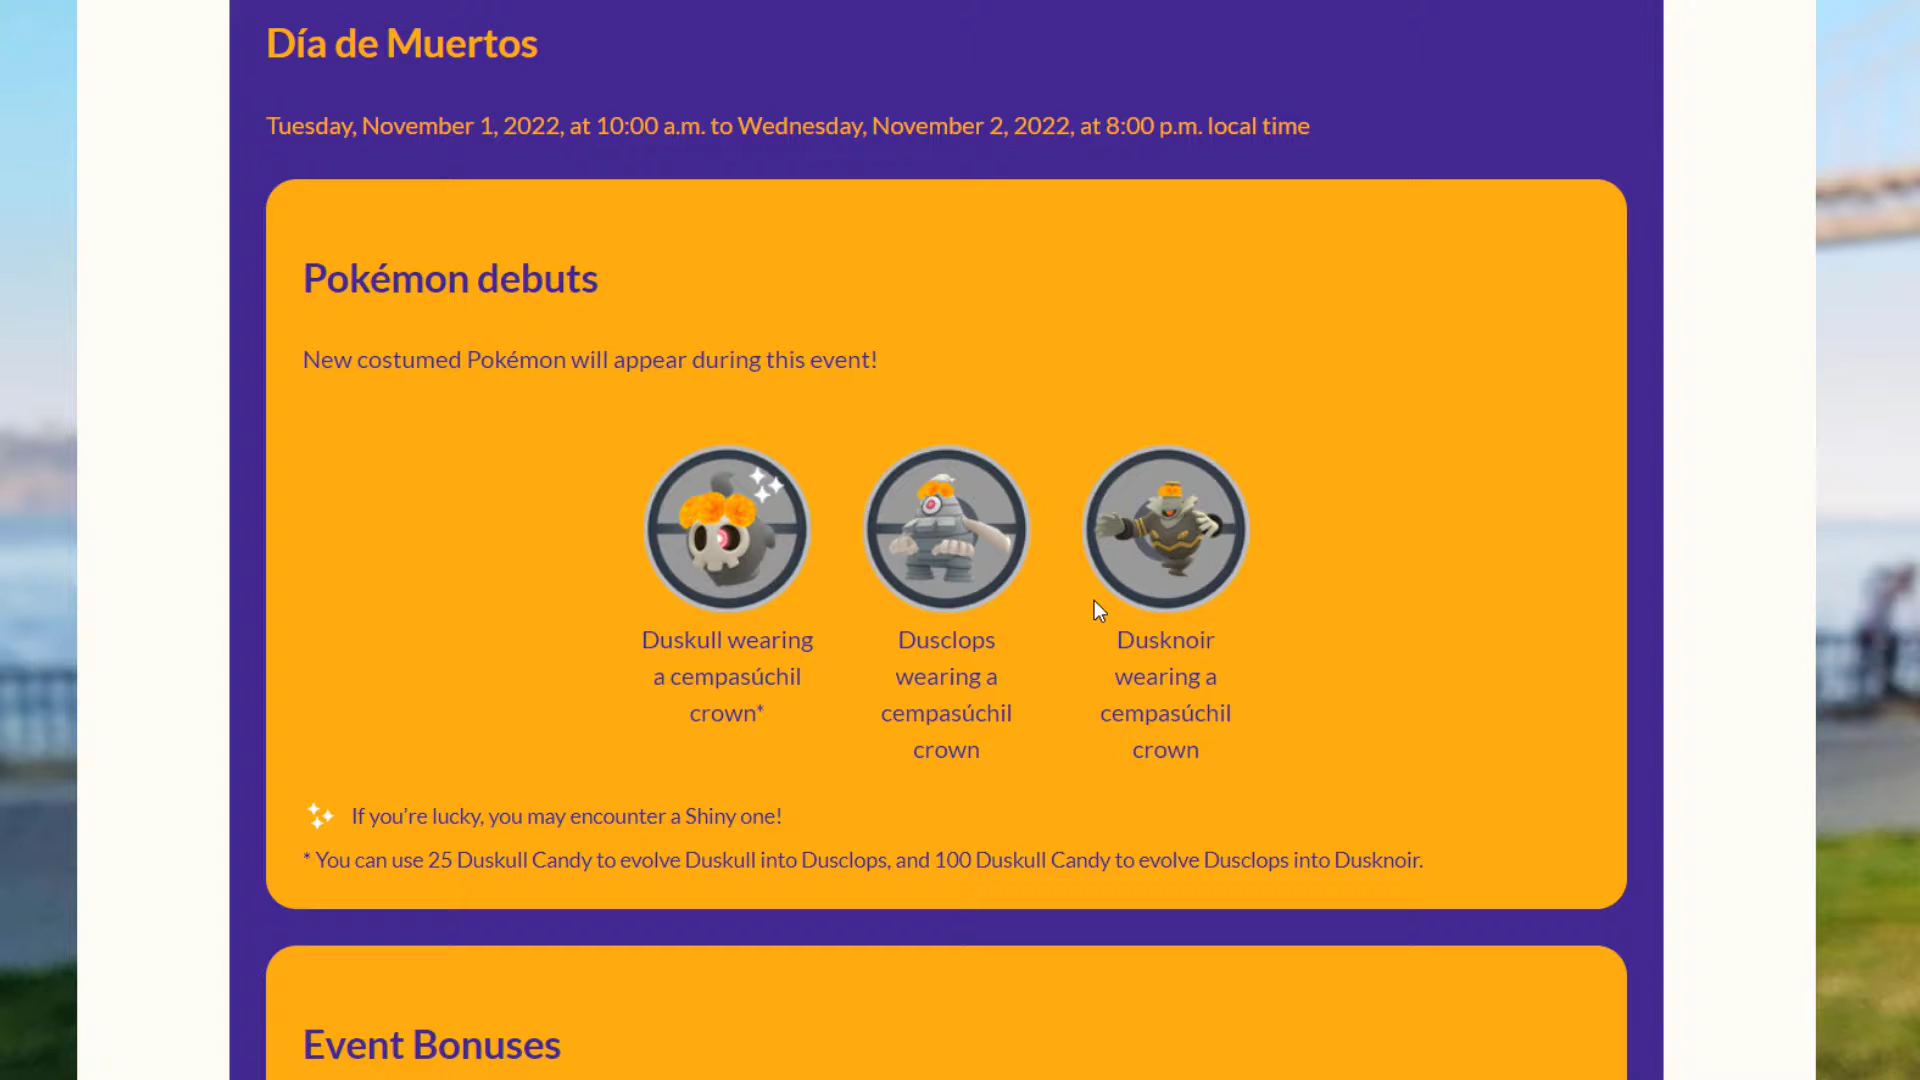 Día de Muertos
Tuesday, November 1, 2022, at 10:00 a.m. to Wednesday, November 2, 2022, at 8:00 p.m. local time
Pokémon debuts
New costumed Pokémon will appear during this event!
Duskull wearing
a cempasúchil
crown*
Dusclops
wearing a
cempasúchil
crown
Dusknoir
wearing a
cempasúchil
crown
If you're lucky, you may encounter a Shiny one!
* You can use 25 Duskull Candy to evolve Duskull into Dusclops, and 100 Duskull Candy to evolve Dusclops into Dusknoir.
Event Bonuses